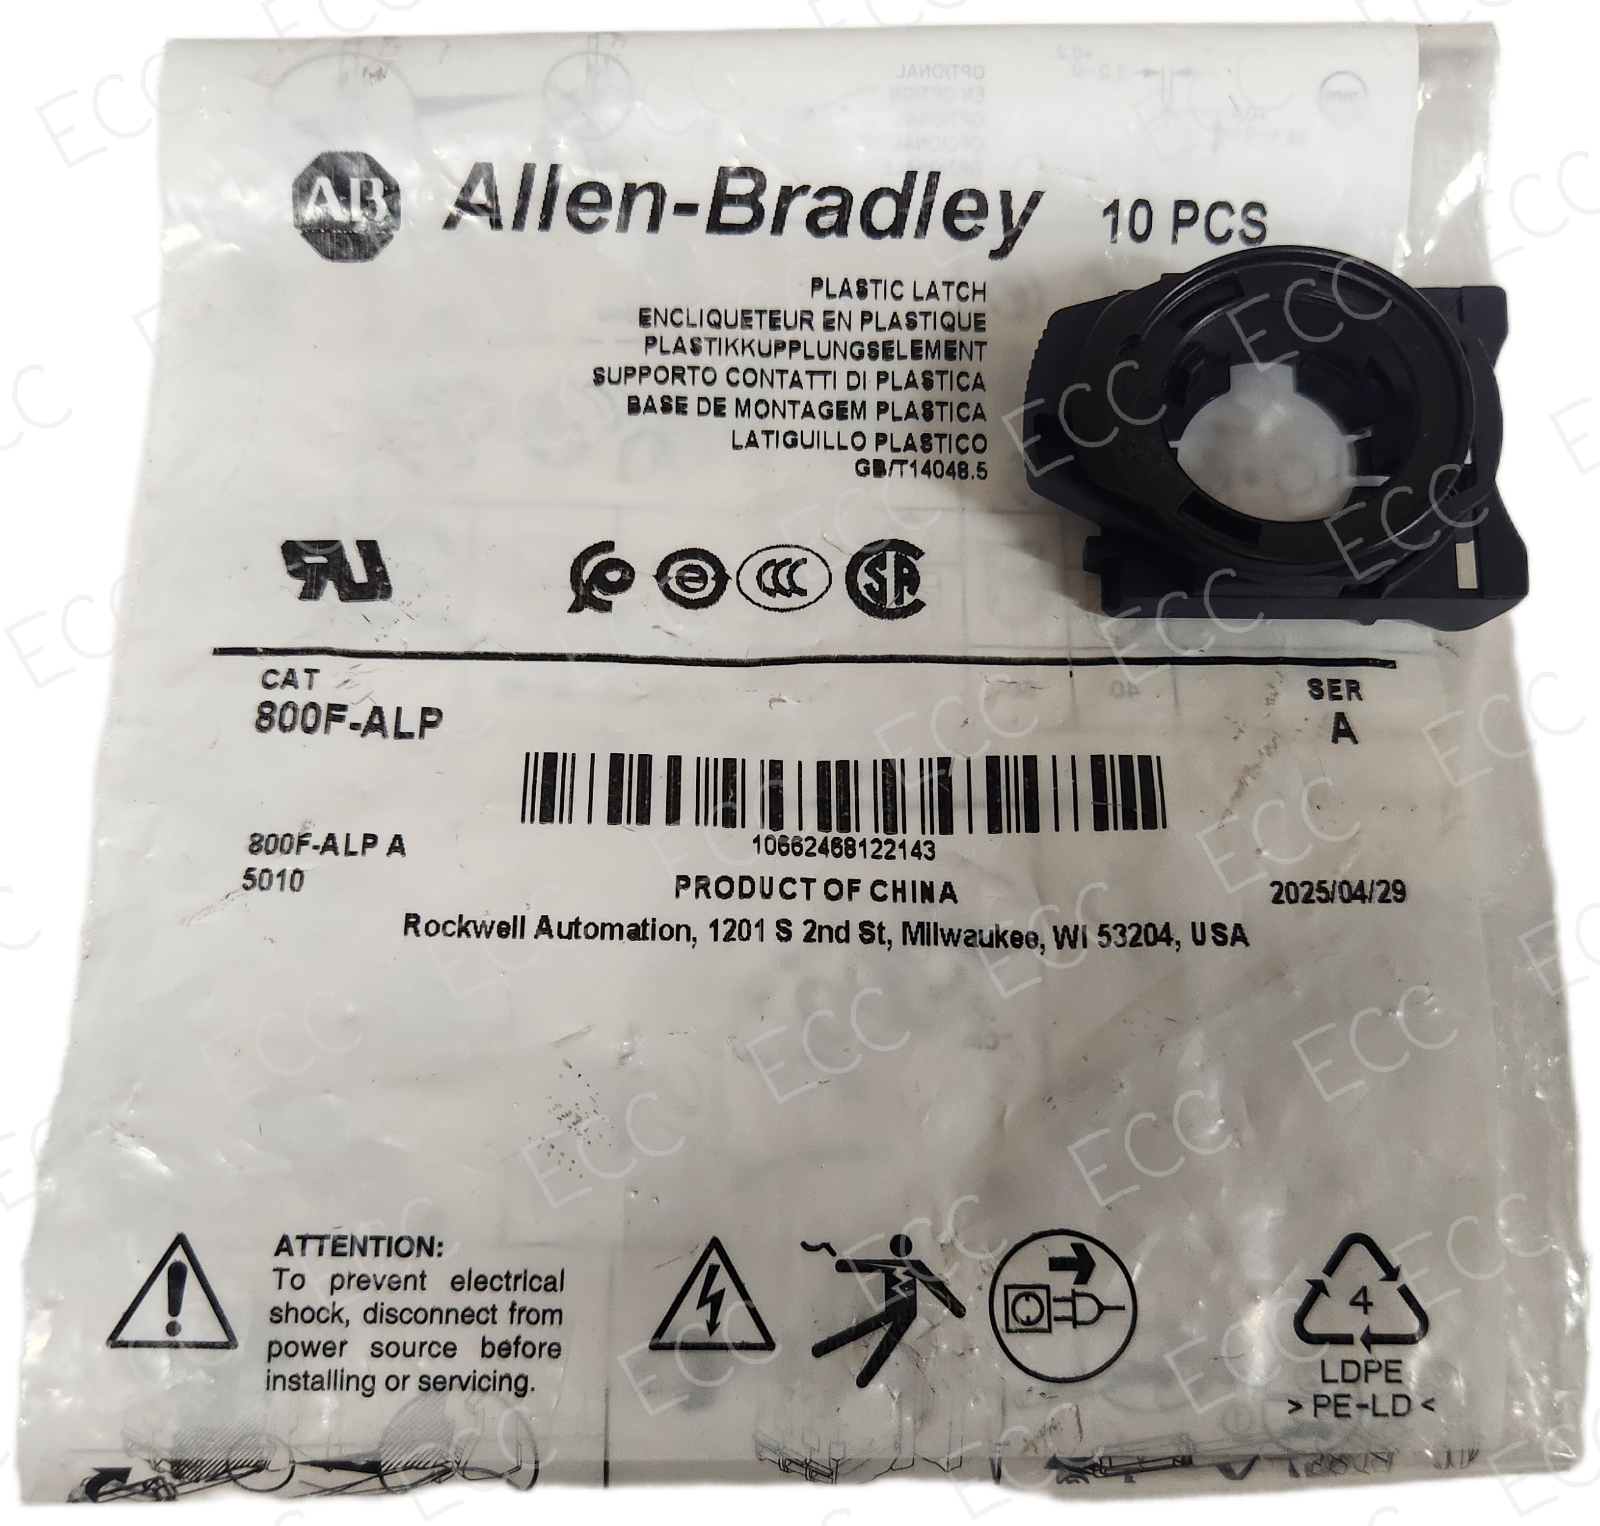 AB Allen-Bradley 10 PCS
PLASTIC LATCH
ENCLIQUETEUR EN PLASTIQUE
PLASTIKKUPPLUNGSELEMENT
SUPPORTO CONTATTI DI PLASTICA
BASE DE MONTAGEM PLASTICA
LATIGUILLO PLASTICO
GB/T14048.5
CAT
800F-ALP
SER
A
10662468122143
800F-ALP A
5010
PRODUCT OF CHINA
2025/04/29
Rockwell Automation, 1201 S 2nd St, Milwaukee, WI 53204, USA
ATTENTION:
To prevent electrical
shock, disconnect from
power source before
installing or servicing.
4
LDPE
>PE-LD<
ECC